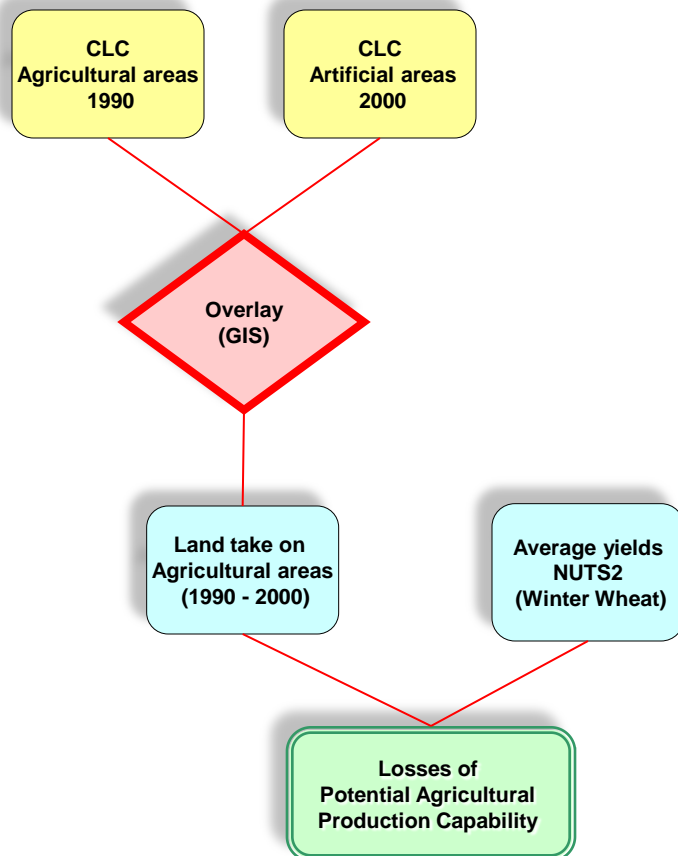 CLC
Agricultural areas
1990
CLC
Artificial areas
2000
Overlay
(GIS)
Land take on
Agricultural areas
(1990 - 2000)
Average yields
NUTS2
(Winter Wheat)
Losses of
Potential Agricultural
Production Capability